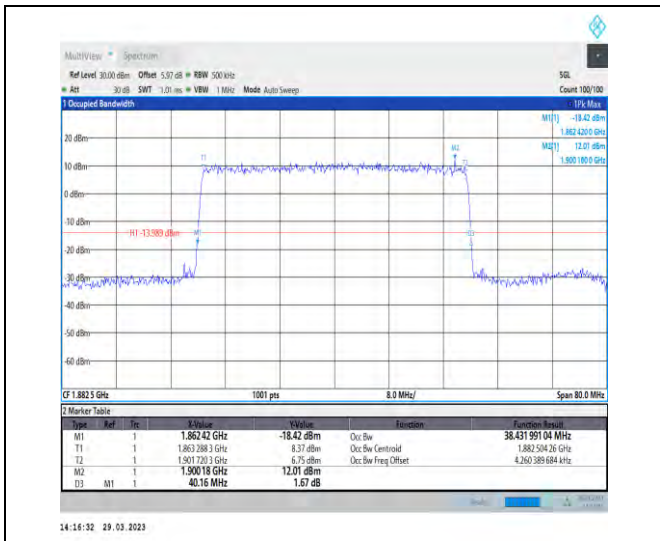 MultiView Spectrum
Ref Level 30.00 dBm Offset 5.97 dB RBW 500 kHz SGL
Att 30 dB SWT 1.01 ms VBW 1 MHz Mode Auto Sweep Count 100/100
1 Occupied Bandwidth 1Pk Max
M1[1] -18.42 dBm
1.862 420 0 GHz
20 dBm M2[1] 12.01 dBm
1.900 180 0 GHz
T1 M2 T2
10 dBm
0 dBm
-10 dBm
H1 -13.989 dBm M1 D3
-20 dBm
-30 dBm
-40 dBm
-50 dBm
-60 dBm
CF 1.882 5 GHz 1001 pts 8.0 MHz/ Span 80.0 MHz
2 Marker Table
Type Ref Trc X-Value Y-Value Function Function Result
M1 1 1.862 42 GHz -18.42 dBm Occ Bw 38.431 991 04 MHz
T1 1 1.863 288 3 GHz 8.37 dBm Occ Bw Centroid 1.882 504 26 GHz
T2 1 1.901 720 3 GHz 6.75 dBm Occ Bw Freq Offset 4.260 389 684 kHz
M2 1 1.900 18 GHz 12.01 dBm
D3 M1 1 40.16 MHz 1.67 dB
14:16:32 29.03.2023